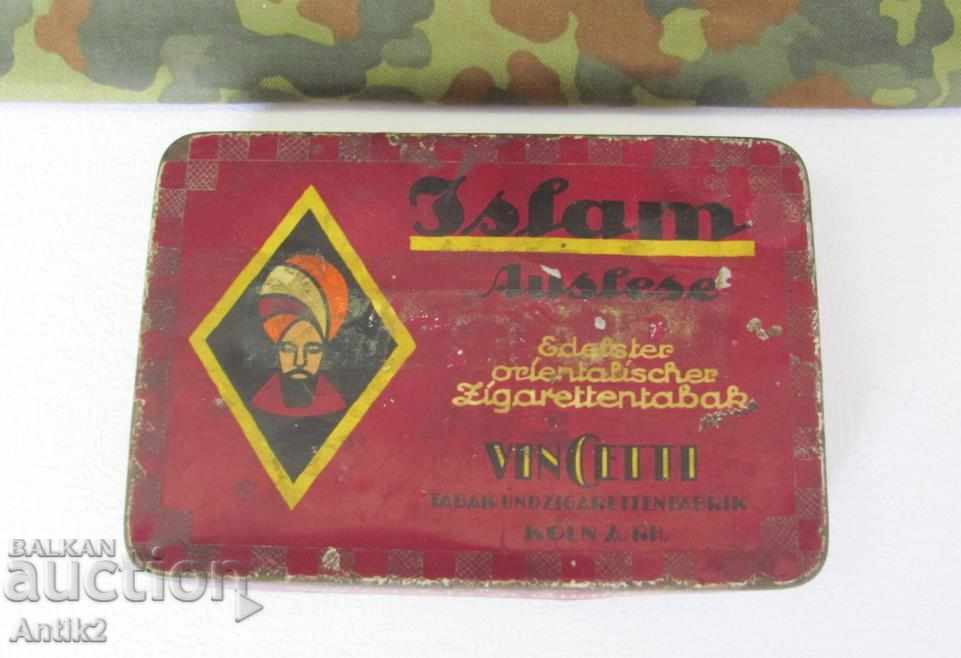 Islam
Auslese
Edelster
orientalischer
Zigarettentabak
VINCETTI
TABAK UND ZIGARETTENFABRIK
KÖLN A. RH.
BALKAN
auction
Antik2